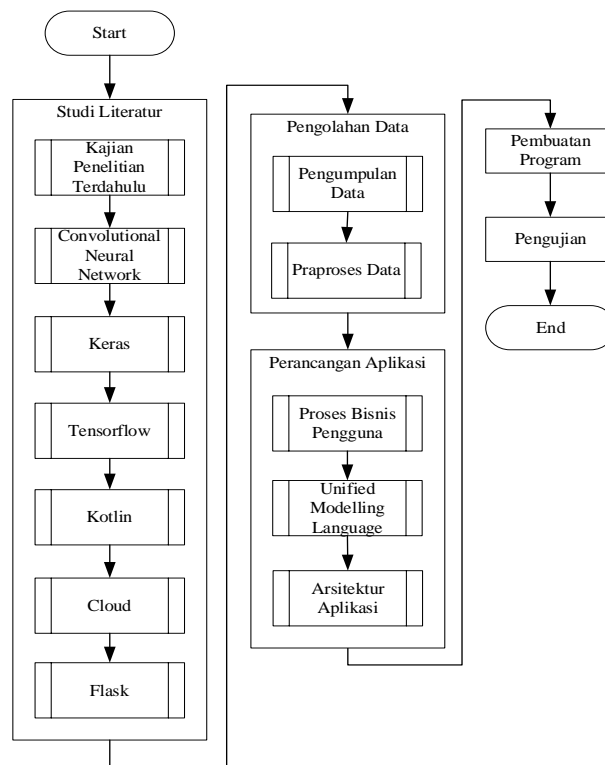 Start
Studi Literatur
Kajian
Penelitian
Terdahulu
Convolutional
Neural
Network
Keras
Tensorflow
Kotlin
Cloud
Flask
Pengolahan Data
Pengumpulan
Data
Praproses Data
Perancangan Aplikasi
Proses Bisnis
Pengguna
Unified
Modelling
Language
Arsitektur
Aplikasi
Pembuatan
Program
Pengujian
End